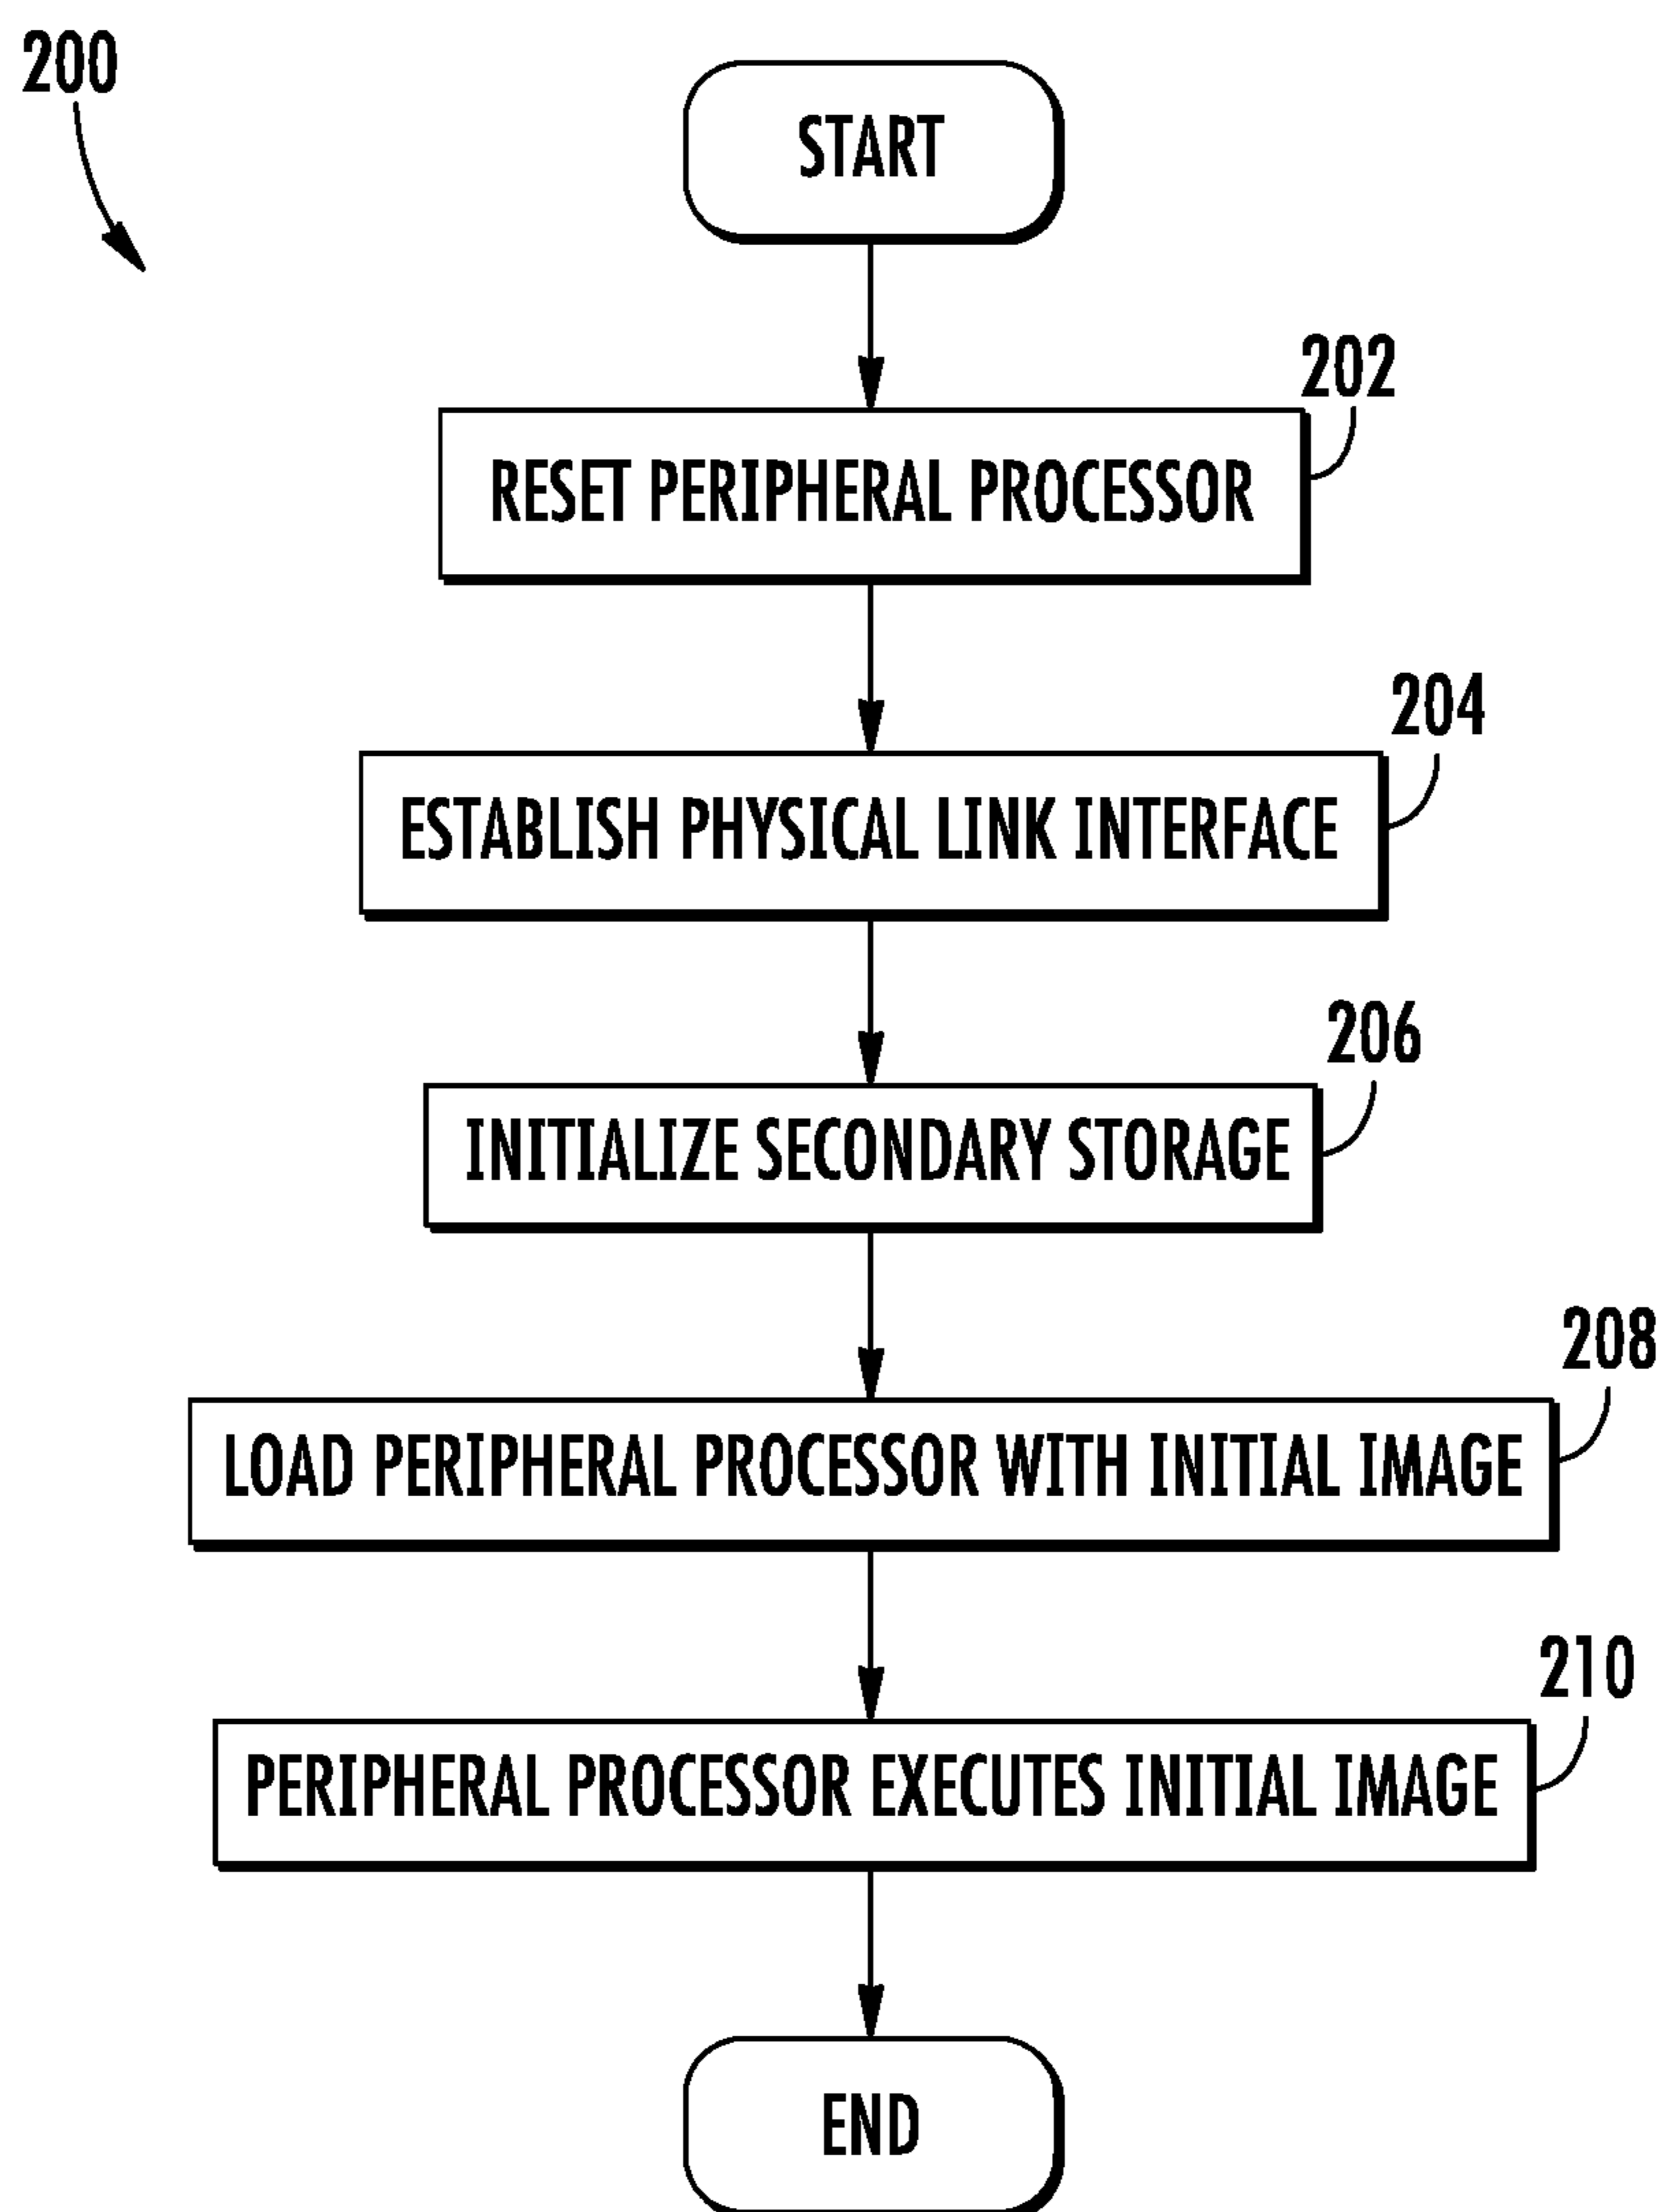 200
START
202
RESET PERIPHERAL PROCESSOR
204
ESTABLISH PHYSICAL LINK INTERFACE
206
INITIALIZE SECONDARY STORAGE
208
LOAD PERIPHERAL PROCESSOR WITH INITIAL IMAGE
210
PERIPHERAL PROCESSOR EXECUTES INITIAL IMAGE
END